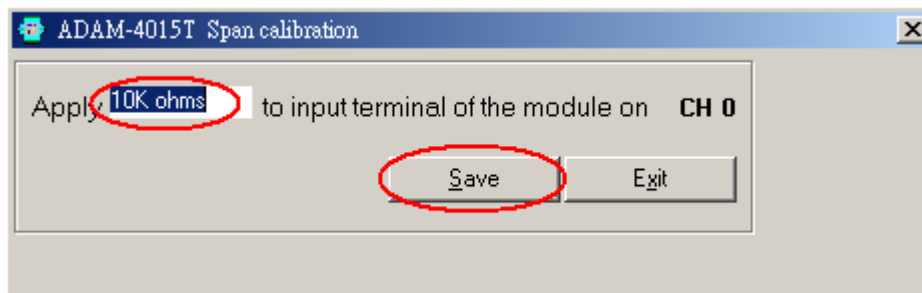 ADAM-4015T Span calibration
Apply 10K ohms to input terminal of the module on CH 0
Save Exit